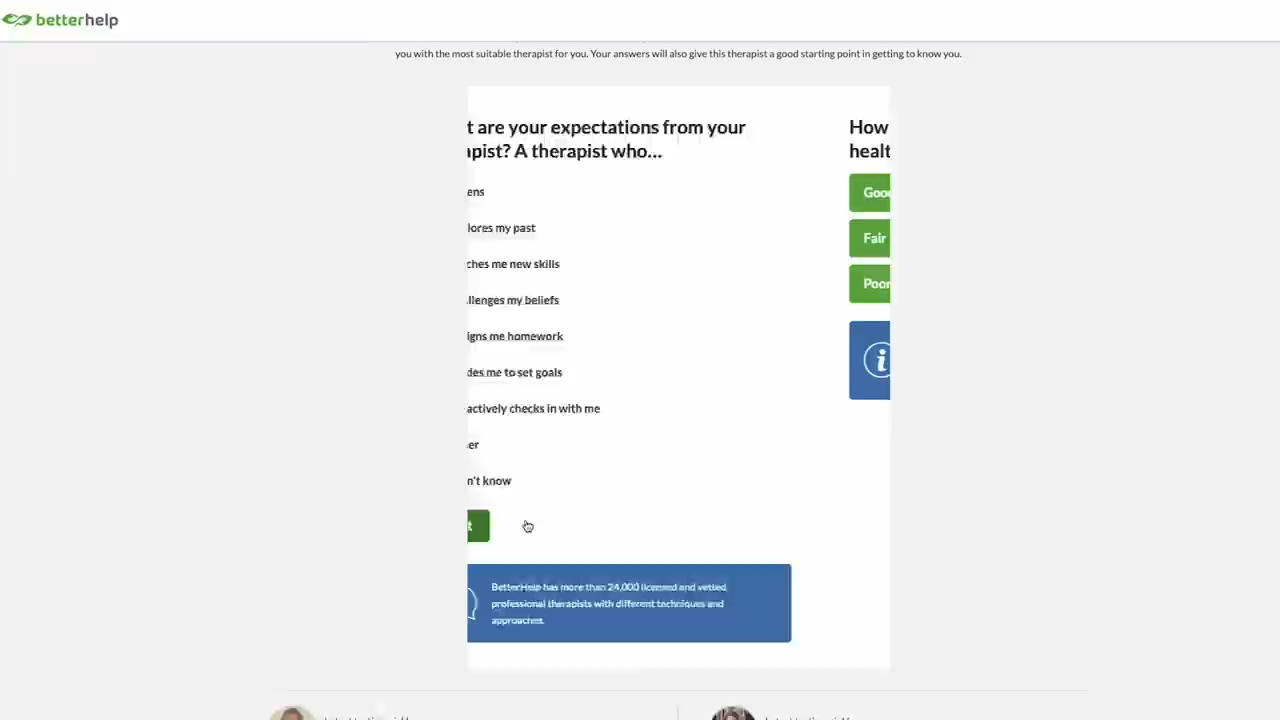 betterhelp
you with the most suitable therapist for you. Your answers will also give this therapist a good starting point in getting to know you.
t are your expectations from your
apist? A therapist who...
ens
lores my past
ches me new skills
llenges my beliefs
igns me homework
des me to set goals
actively checks in with me
er
n't know
t
BetterHelp has more than 24,000 licensed and vetted
professional therapists with different techniques and
approaches.
How
healt
Good
Fair
Poor